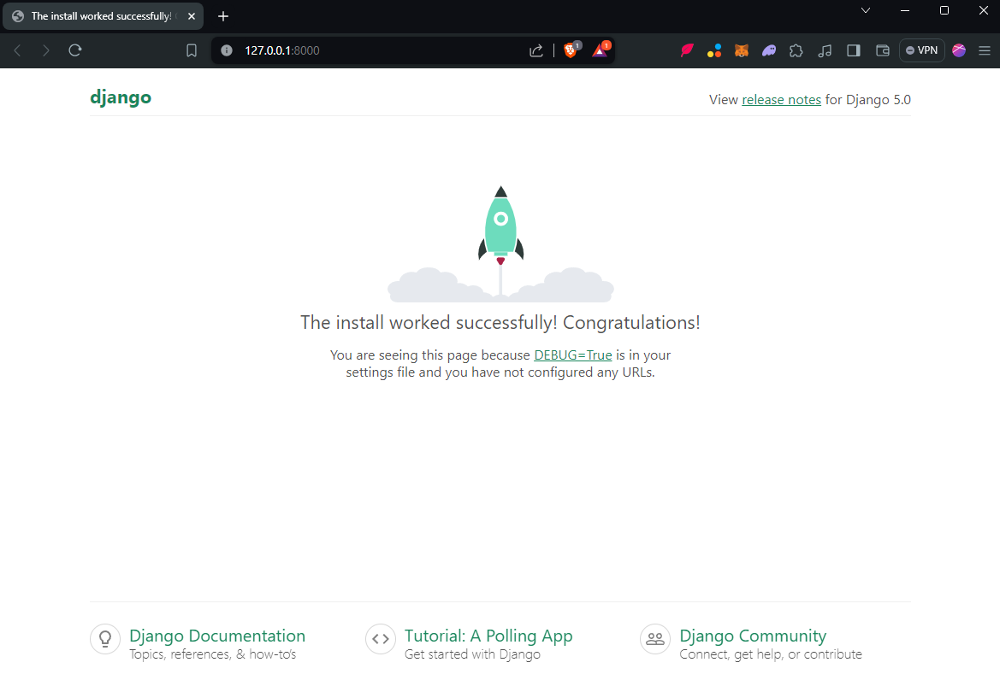 The install worked successfully!
127.0.0.1:8000
1
1
VPN
django
View release notes for Django 5.0
The install worked successfully! Congratulations!
You are seeing this page because DEBUG=True is in your
settings file and you have not configured any URLs.
Django Documentation
Topics, references, & how-to's
Tutorial: A Polling App
Get started with Django
Django Community
Connect, get help, or contribute